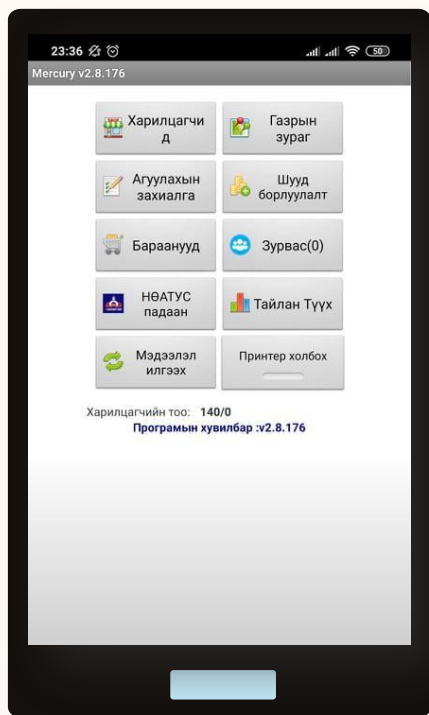 23:36 50
Mercury v2.8.176
Харилцагчи
д
Газрын
зураг
Агуулахын
захиалга
Шууд
борлуулалт
Бараанууд
Зурвас(0)
НӨАТУС
падаан
Тайлан Түүх
Мэдээлэл
илгээх
Принтер холбох
Харилцагчийн тоо: 140/0
Програмын хувилбар :v2.8.176